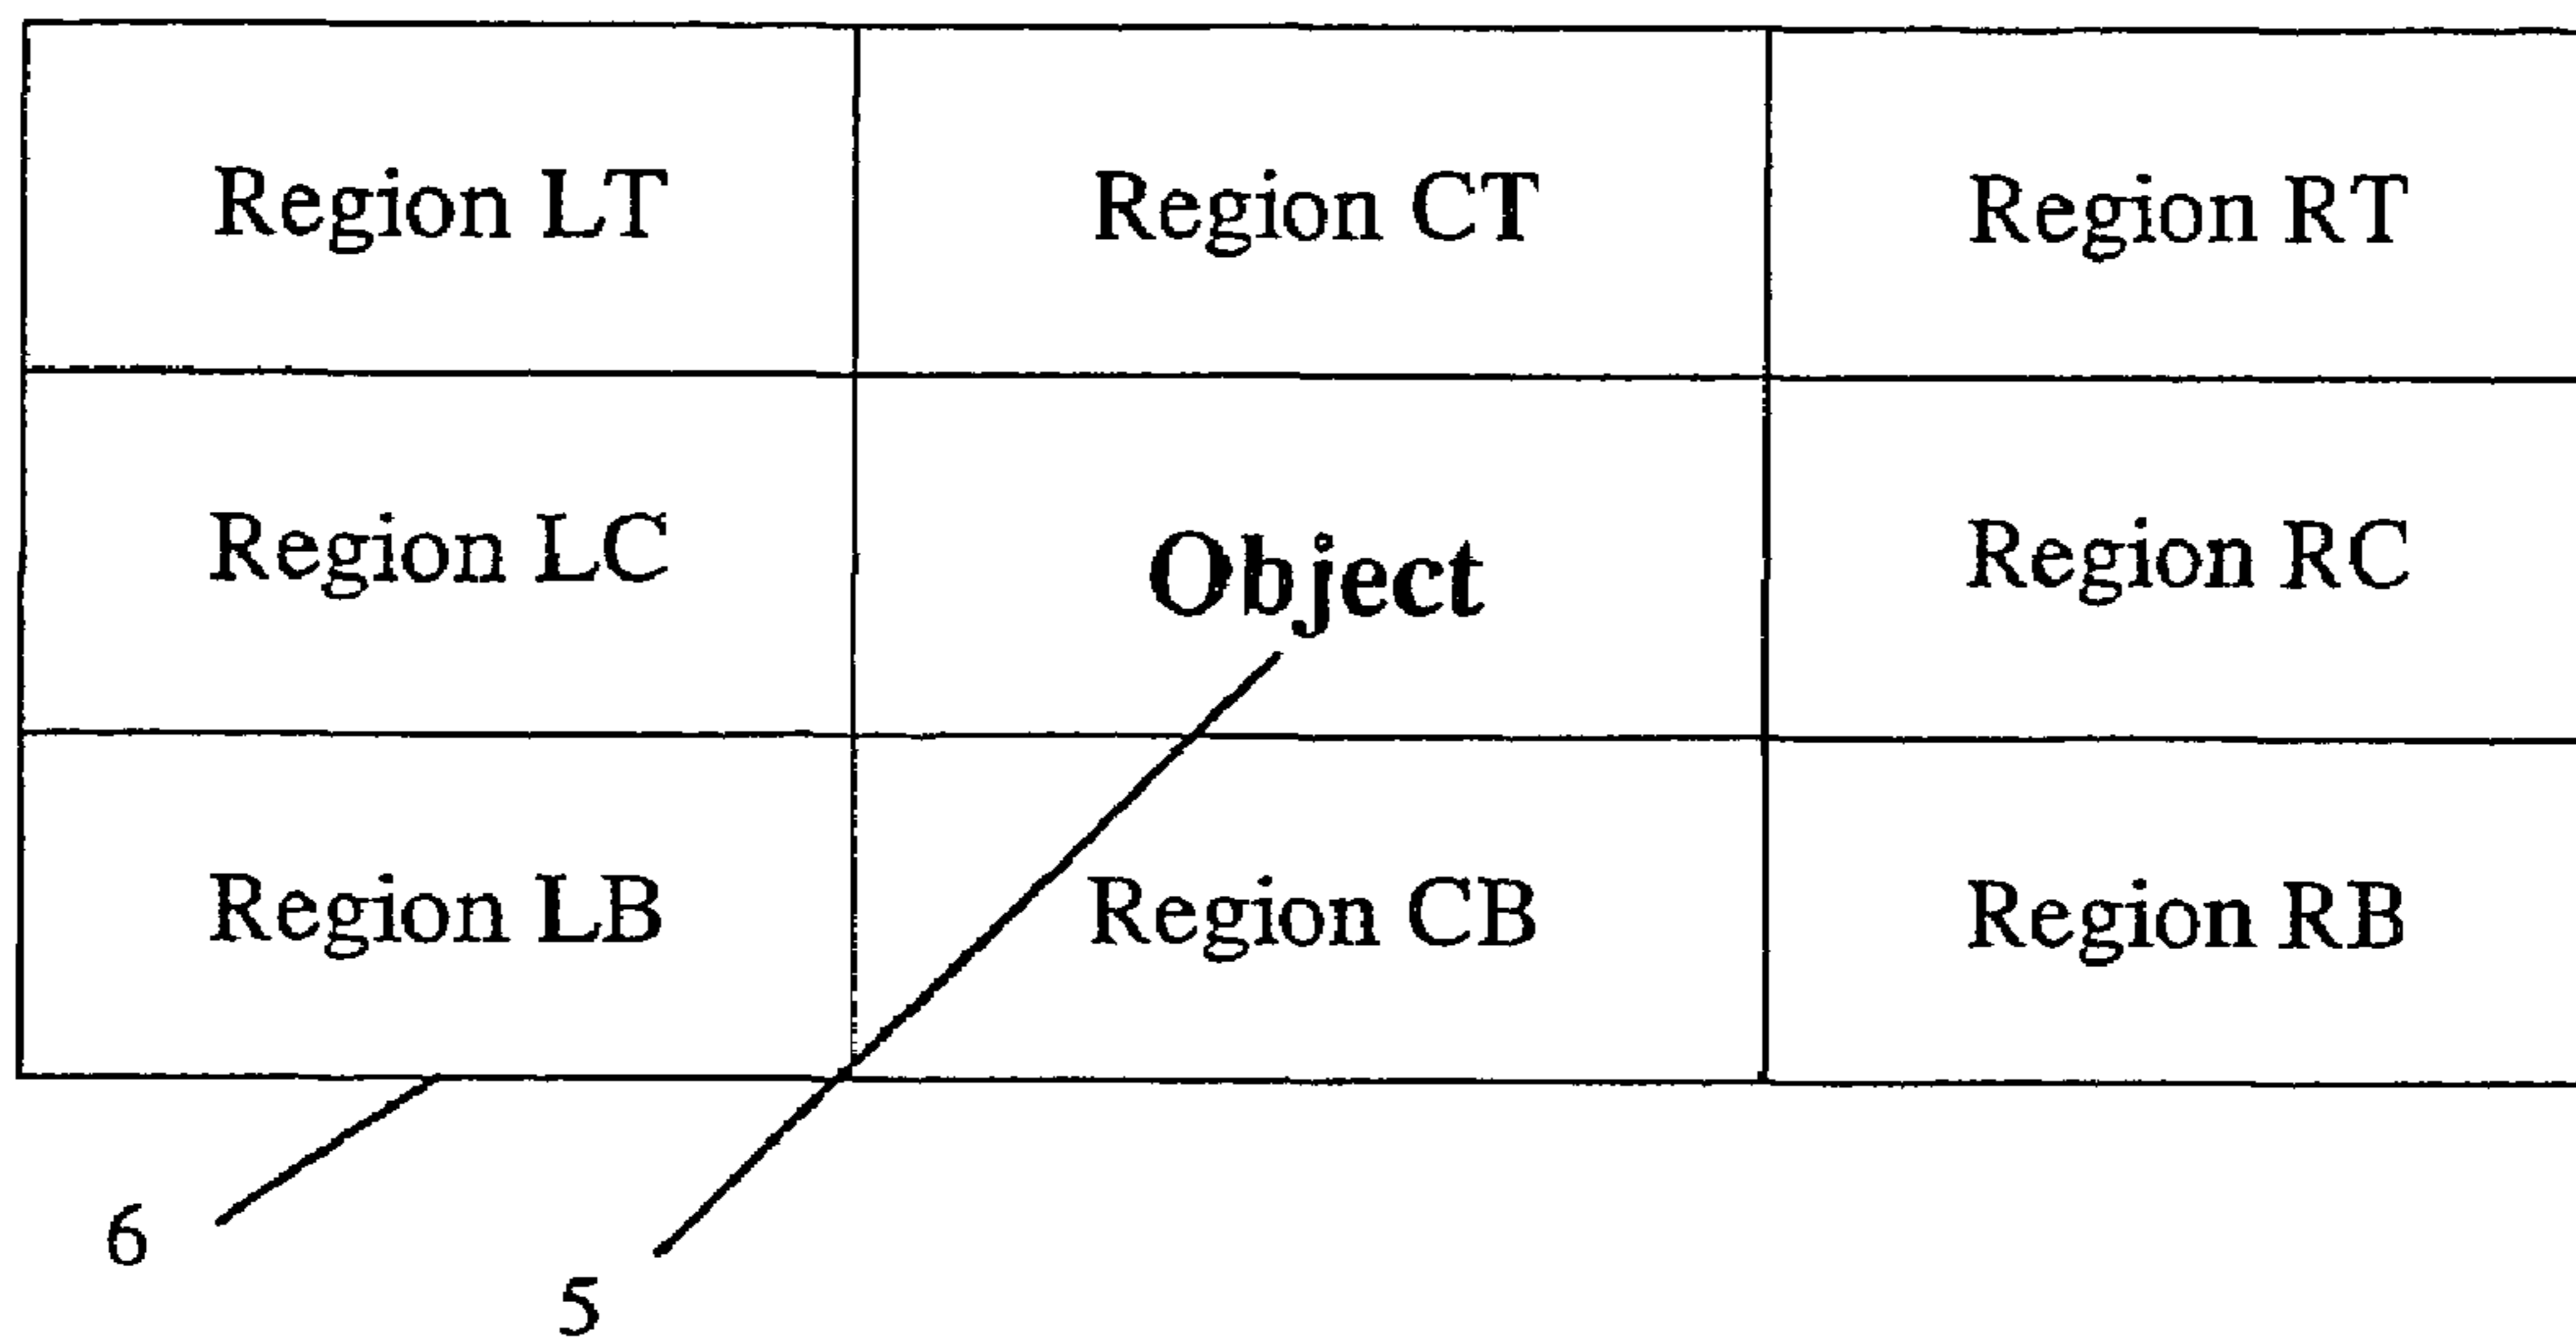 Region LT Region CT Region RT
Region LC Object Region RC
Region LB Region CB Region RB
6
5